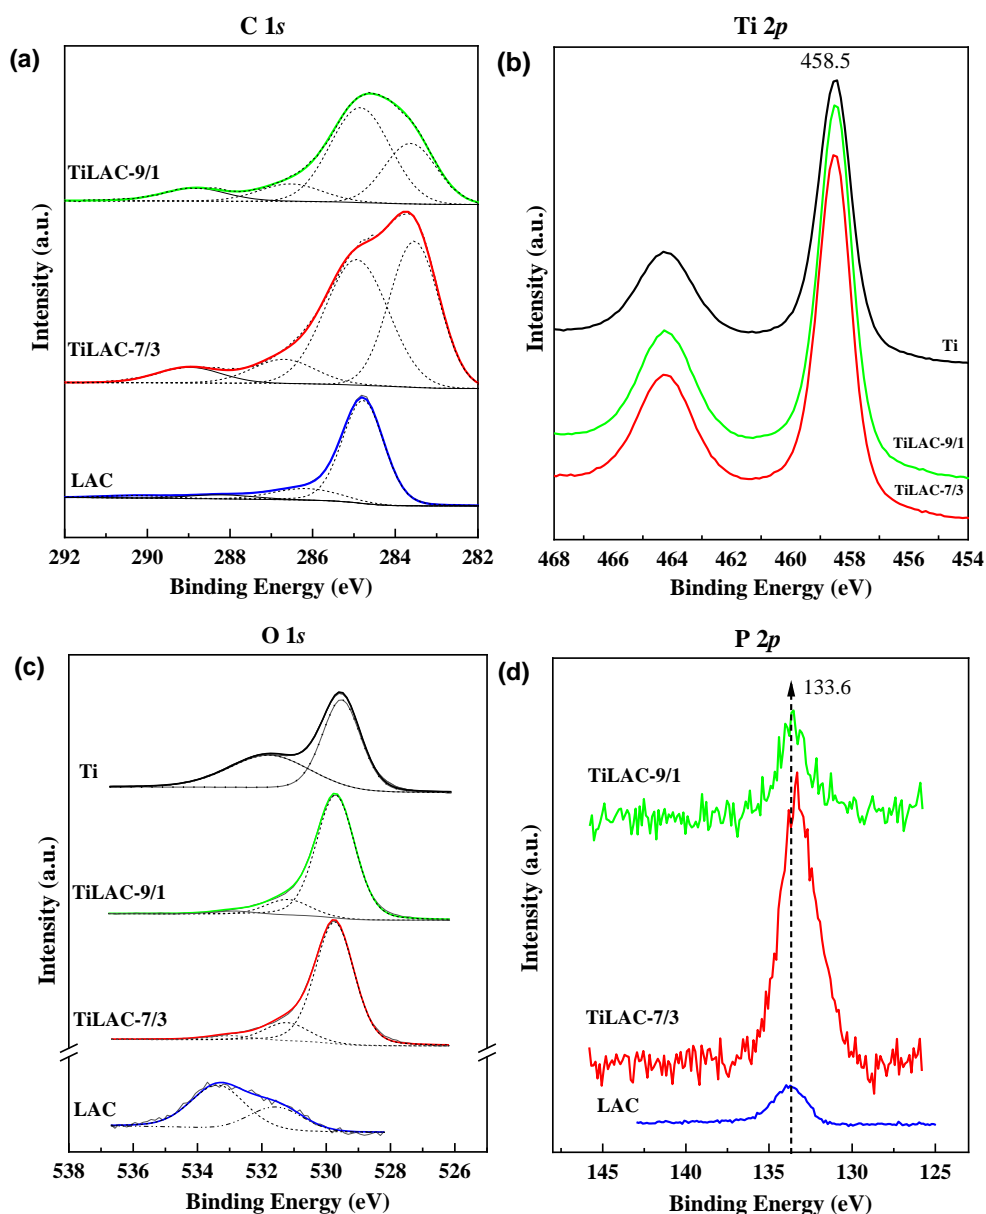 C 1s
Ti 2p
(a)
(b)
458.5
TiLAC-9/1
TiLAC-7/3
LAC
Ti
TiLAC-9/1
TiLAC-7/3
Intensity (a.u.)
Intensity (a.u.)
292 290 288 286 284 282
468 466 464 462 460 458 456 454
Binding Energy (eV)
Binding Energy (eV)
O 1s
P 2p
(c)
(d)
133.6
Ti
TiLAC-9/1
TiLAC-9/1
TiLAC-7/3
TiLAC-7/3
LAC
LAC
Intensity (a.u.)
Intensity (a.u.)
538 536 534 532 530 528 526
145 140 135 130 125
Binding Energy (eV)
Binding Energy (eV)